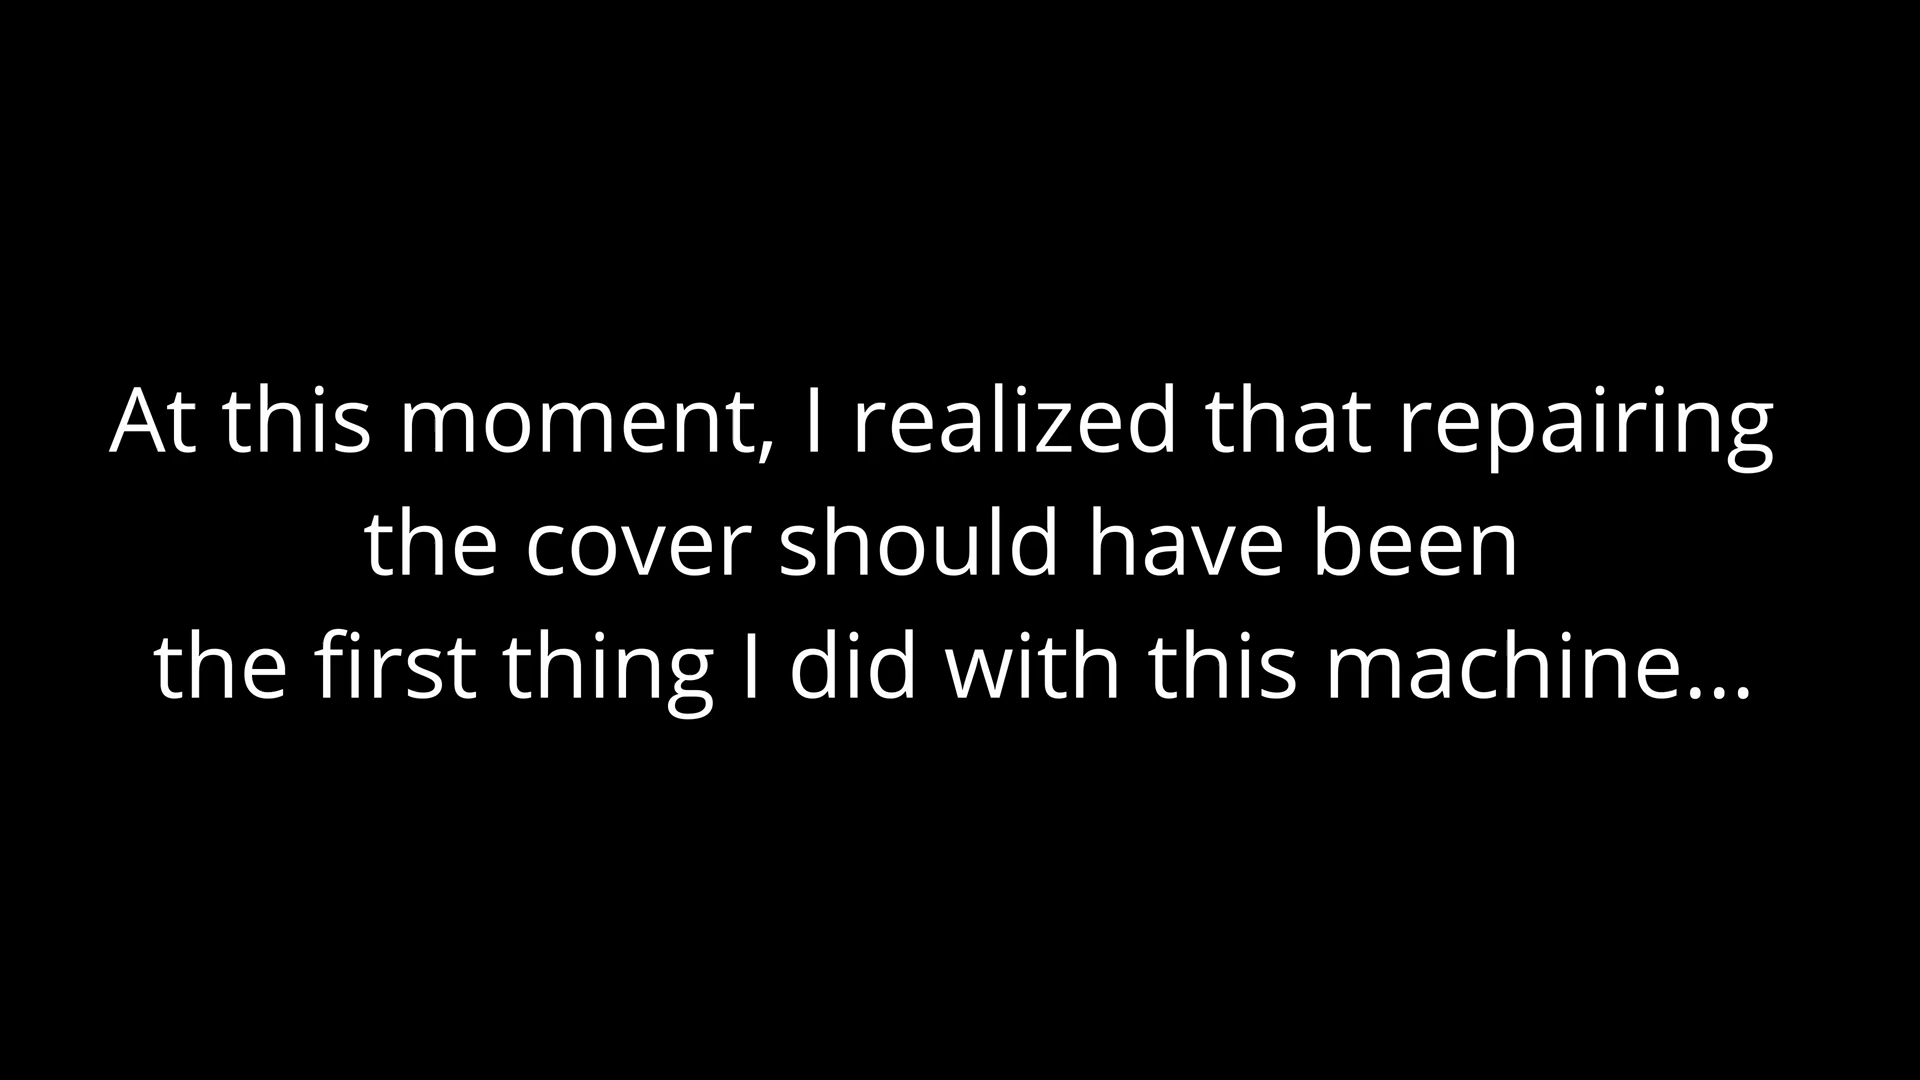 At this moment, I realized that repairing
the cover should have been
the first thing I did with this machine...